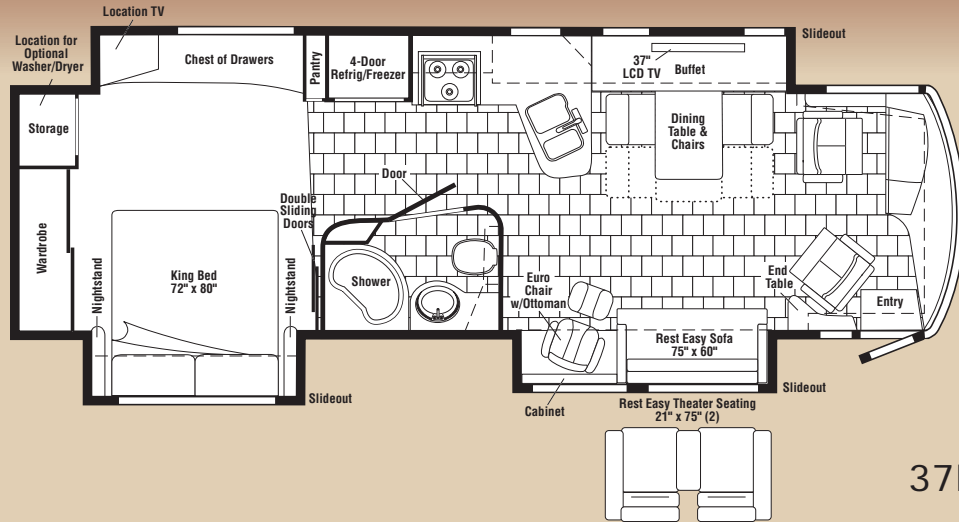 Location TV
Location for
Optional
Washer/Dryer
Slideout
Chest of Drawers
Pantry
4-Door
Refrig/Freezer
37"
LCD TV
Buffet
Storage
Dining
Table &
Chairs
Door
Double
Sliding
Doors
Wardrobe
Nightstand
King Bed
72" x 80"
Nightstand
Shower
Euro
Chair
w/Ottoman
End
Table
Entry
Rest Easy Sofa
75" x 60"
Slideout
Slideout
Cabinet
Rest Easy Theater Seating
21" x 75" (2)
37